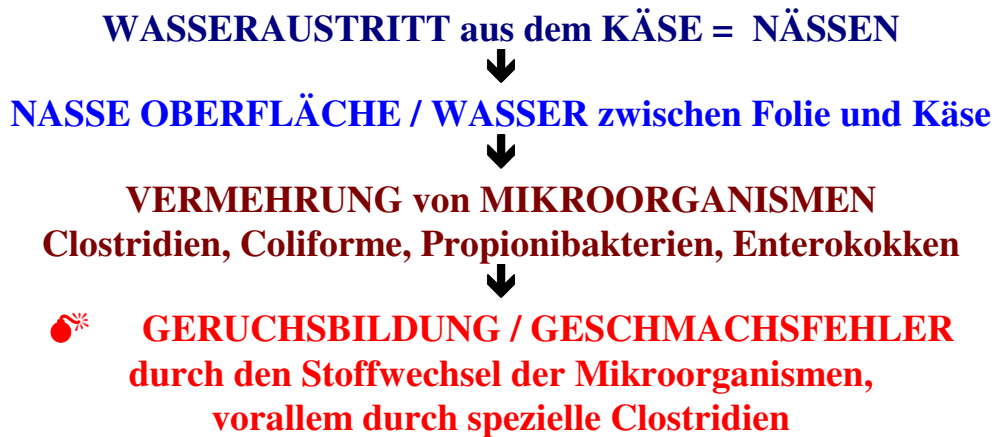 WASSERAUSTRITT aus dem KÄSE = NÄSSEN
NASSE OBERFLÄCHE / WASSER zwischen Folie und Käse
VERMEHRUNG von MIKROORGANISMEN
Clostridien, Coliforme, Propionibakterien, Enterokokken
GERUCHSBILDUNG / GESCHMACHSFEHLER
durch den Stoffwechsel der Mikroorganismen,
vorallem durch spezielle Clostridien